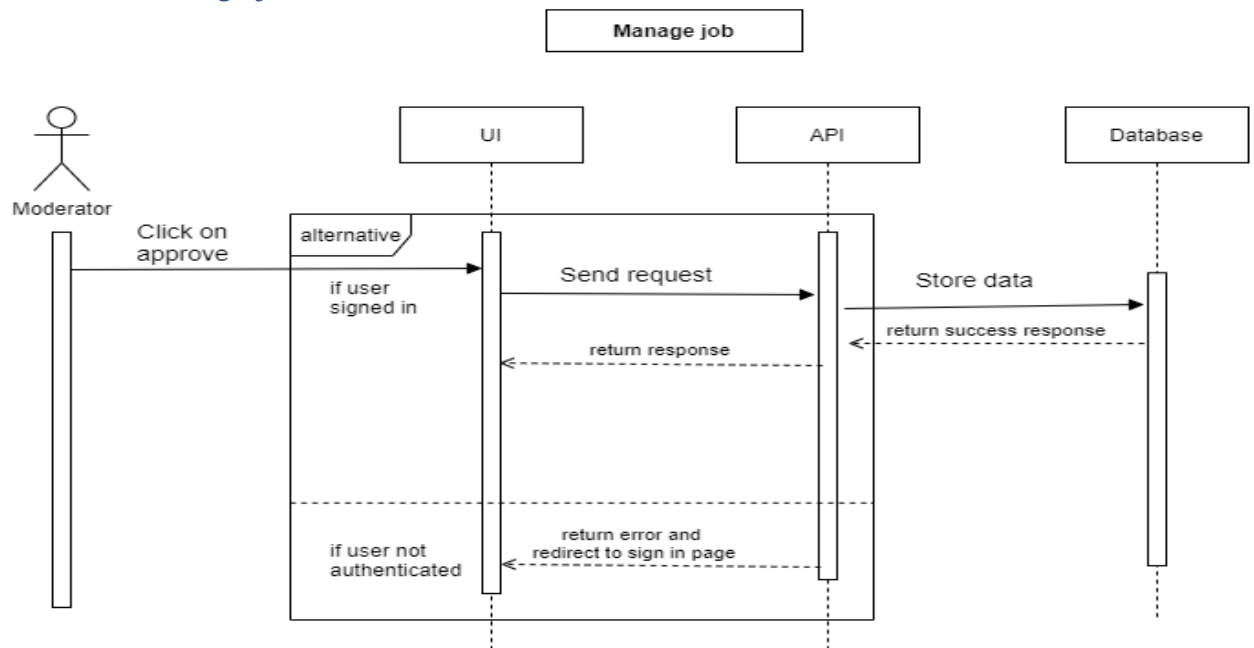 Manage job
UI
API
Database
Moderator
Click on
approve
alternative
if user
signed in
Send request
Store data
return success response
return response
return error and
redirect to sign in page
if user not
authenticated